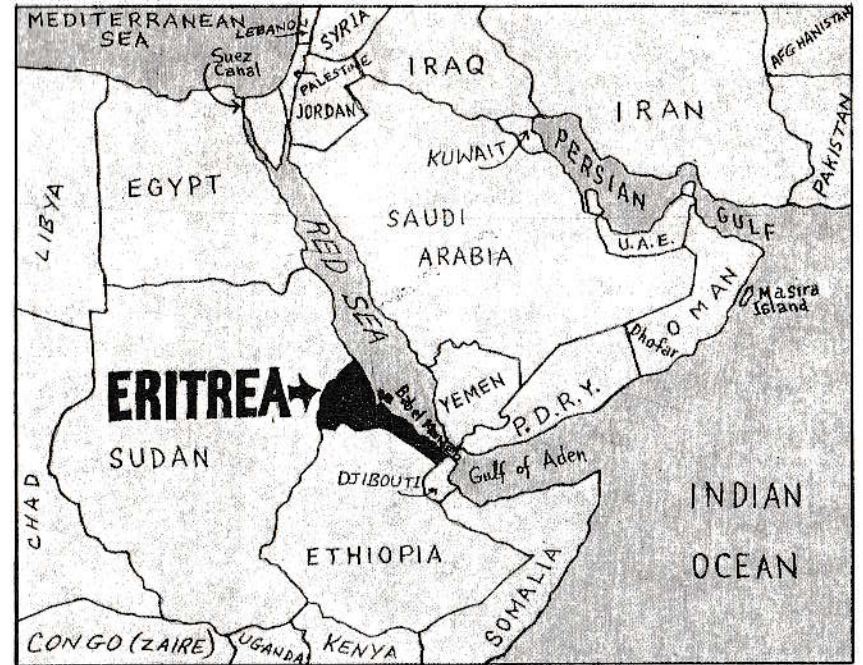 MEDITERRANEAN
SEA
LEBANON
SYRIA
Suez
Canal
PALESTINE
JORDAN
IRAQ
IRAN
AFGHANISTAN
PAKISTAN
KUWAIT
PERSIAN
GULF
LIBYA
EGYPT
RED SEA
SAUDI
ARABIA
U.A.E.
OMAN
Masira
Island
Dhofar
ERITREA
Bab el
YEMEN
P.D.R.Y.
SUDAN
CHAD
DJIBOUTI
Gulf of Aden
INDIAN
OCEAN
ETHIOPIA
SOMALIA
CONGO (ZAIRE)
UGANDA
KENYA